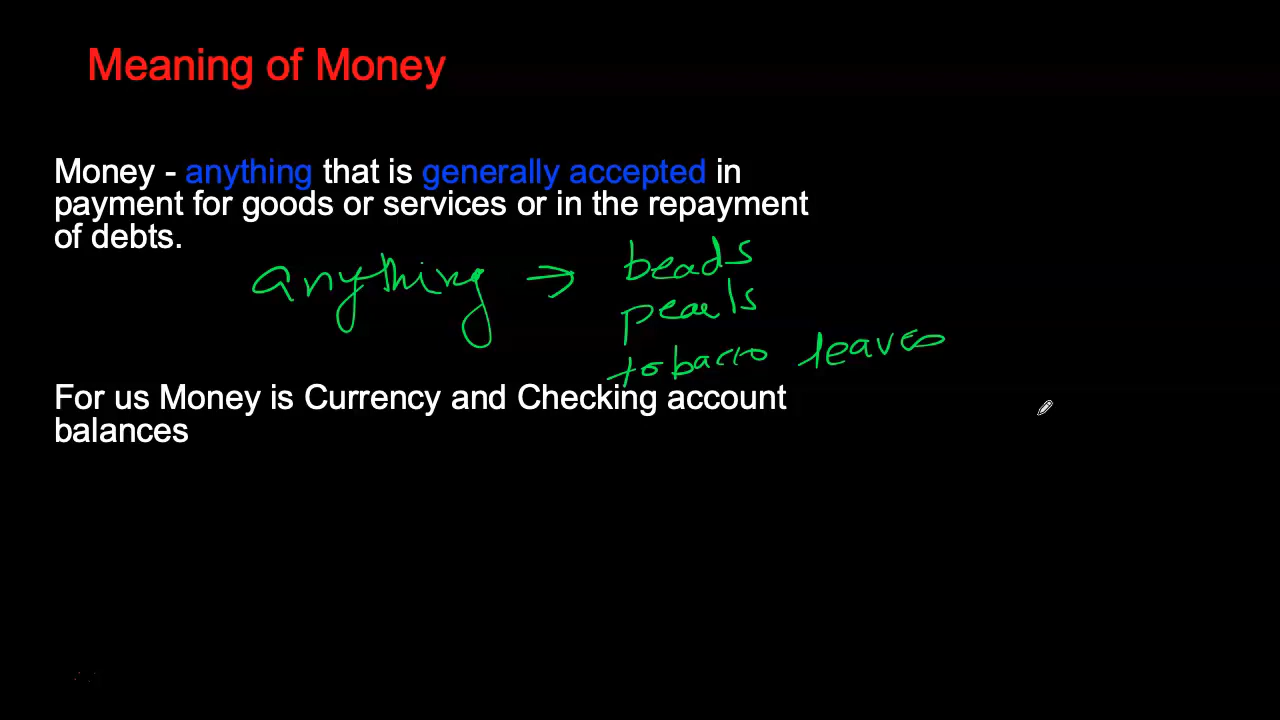 Meaning of Money
Money - anything that is generally accepted in
payment for goods or services or in the repayment
of debts.
anything → beads
pearls
tobacco leaves
For us Money is Currency and Checking account
balances